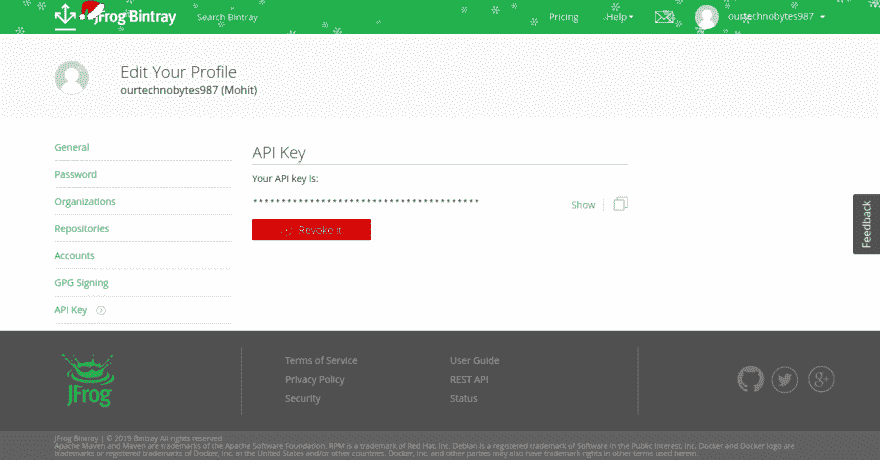 JFrog Bintray
Search Bintray
Pricing
Help
ourtechnobytes987
Edit Your Profile
ourtechnobytes987 (Mohit)
General
Password
Organizations
Repositories
Accounts
GPG Signing
API Key
API Key
Your API key is:
****************************************
Show
Revoke it
Feedback
JFrog
Terms of Service
Privacy Policy
Security
User Guide
REST API
Status
JFrog Bintray | © 2019 Bintray All rights reserved
Apache Maven and Maven are trademarks of the Apache Software Foundation. RPM is a trademark of Red Hat, Inc. Debian is a registered trademark of Software in the Public Interest, Inc. Docker and Docker logo are
trademarks or registered trademarks of Docker, Inc. in the United States and/or other countries. Docker, Inc. and other parties may also have trademark rights in other terms used herein.